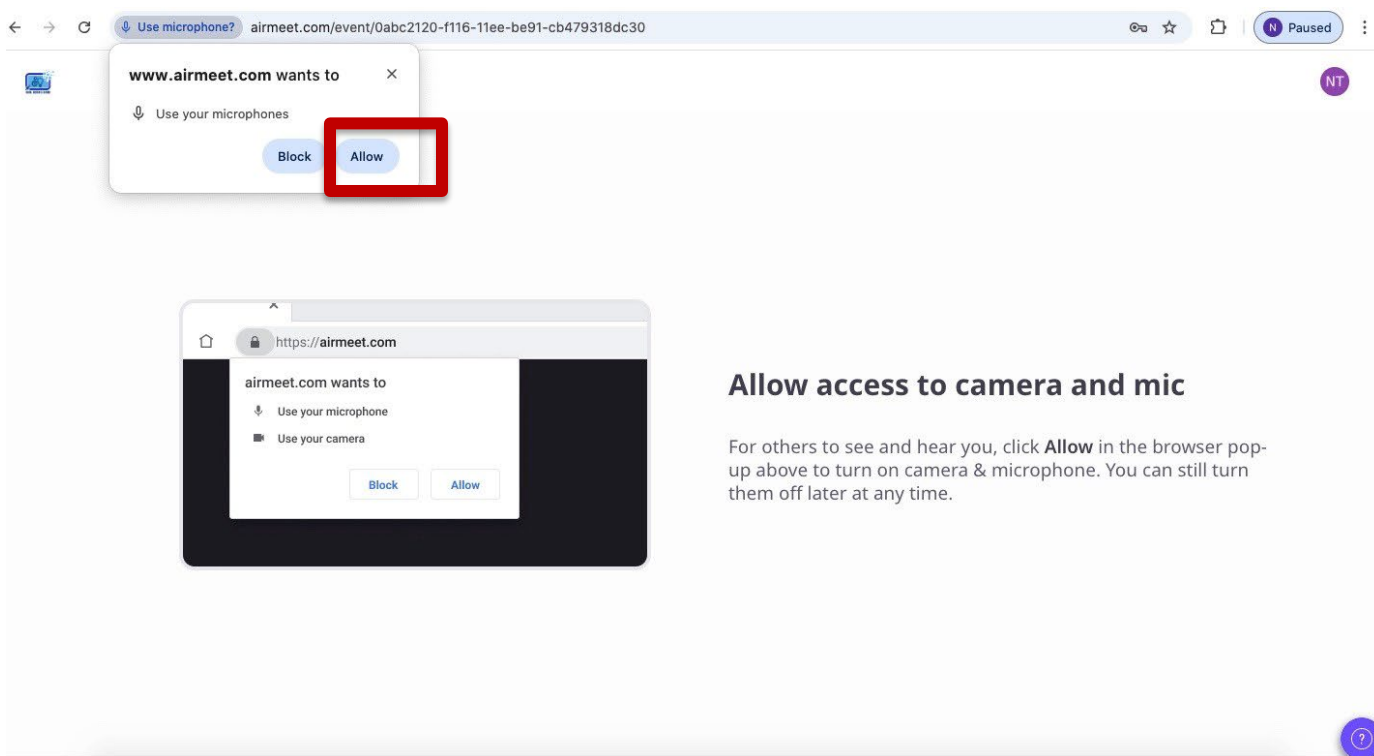 Use microphone? airmeet.com/event/0abc2120-f116-11ee-be91-cb479318dc30
N Paused
www.airmeet.com wants to
Use your microphones
Block Allow
NT
https://airmeet.com
airmeet.com wants to
Use your microphone
Use your camera
Block Allow
Allow access to camera and mic
For others to see and hear you, click Allow in the browser pop-
up above to turn on camera & microphone. You can still turn
them off later at any time.
?